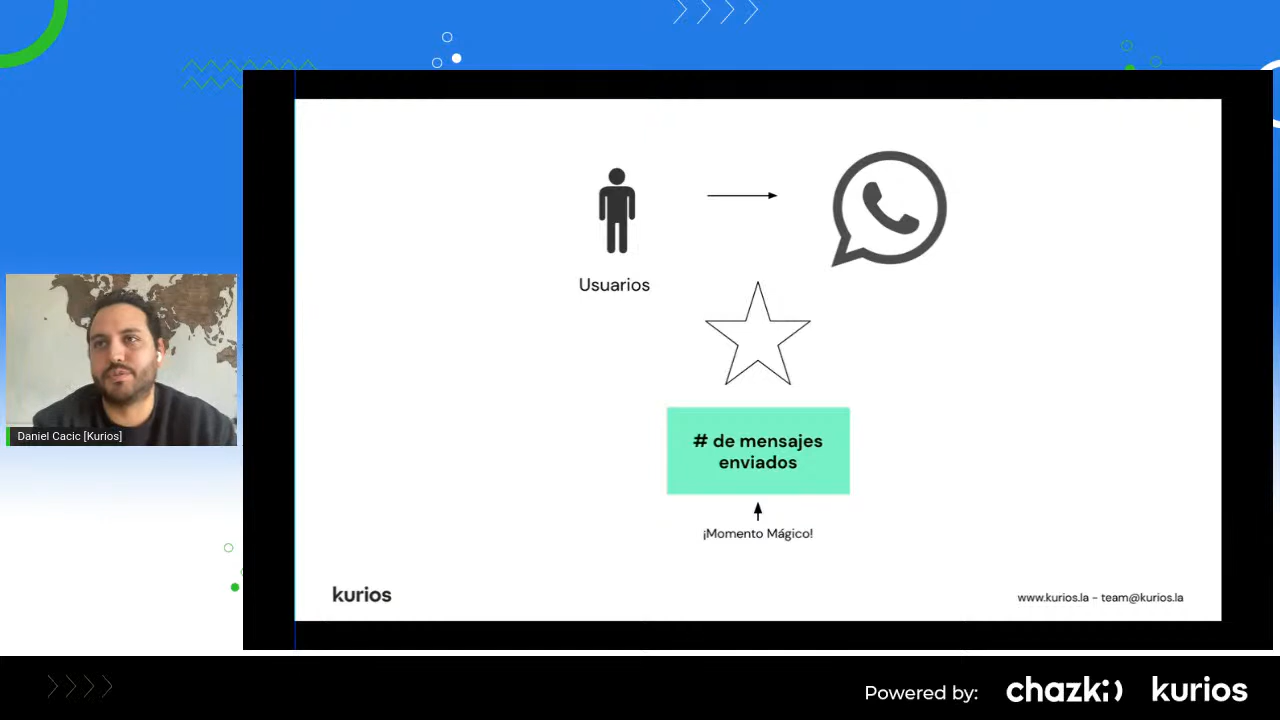 Usuarios
# de mensajes
enviados
¡Momento Mágico!
kurios
www.kurios.la - team@kurios.la
Daniel Cacic [Kurios]
Powered by:
chazki
kurios